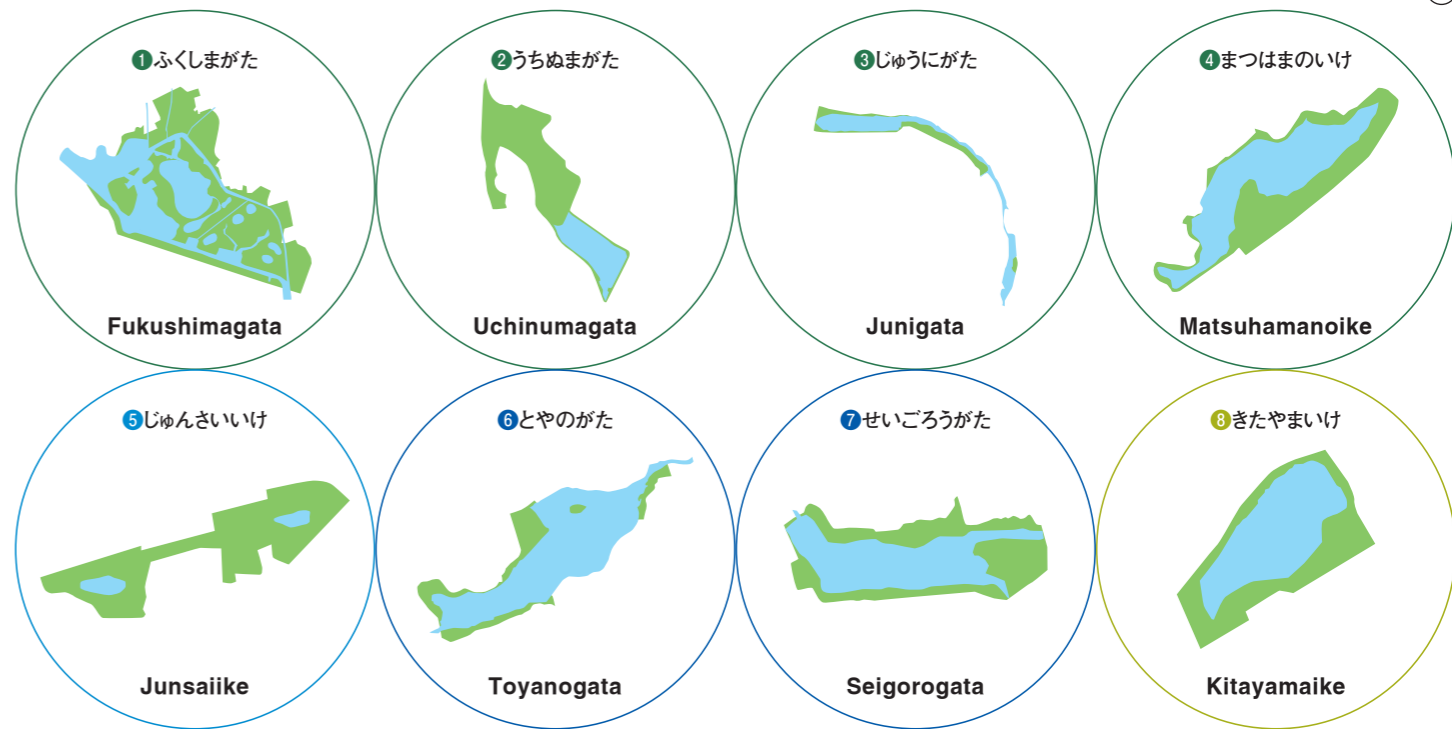 ❶ふくしまがた
❷うちぬまがた
❸じゅうにがた
❹まつはまのいけ
Fukushimagata
Uchinumagata
Junigata
Matsuhamanoike
❺じゅんさいいけ
❻とやのがた
❼せいごろうがた
❽きたやまいけ
Junsaiike
Toyanogata
Seigorogata
Kitayamaike